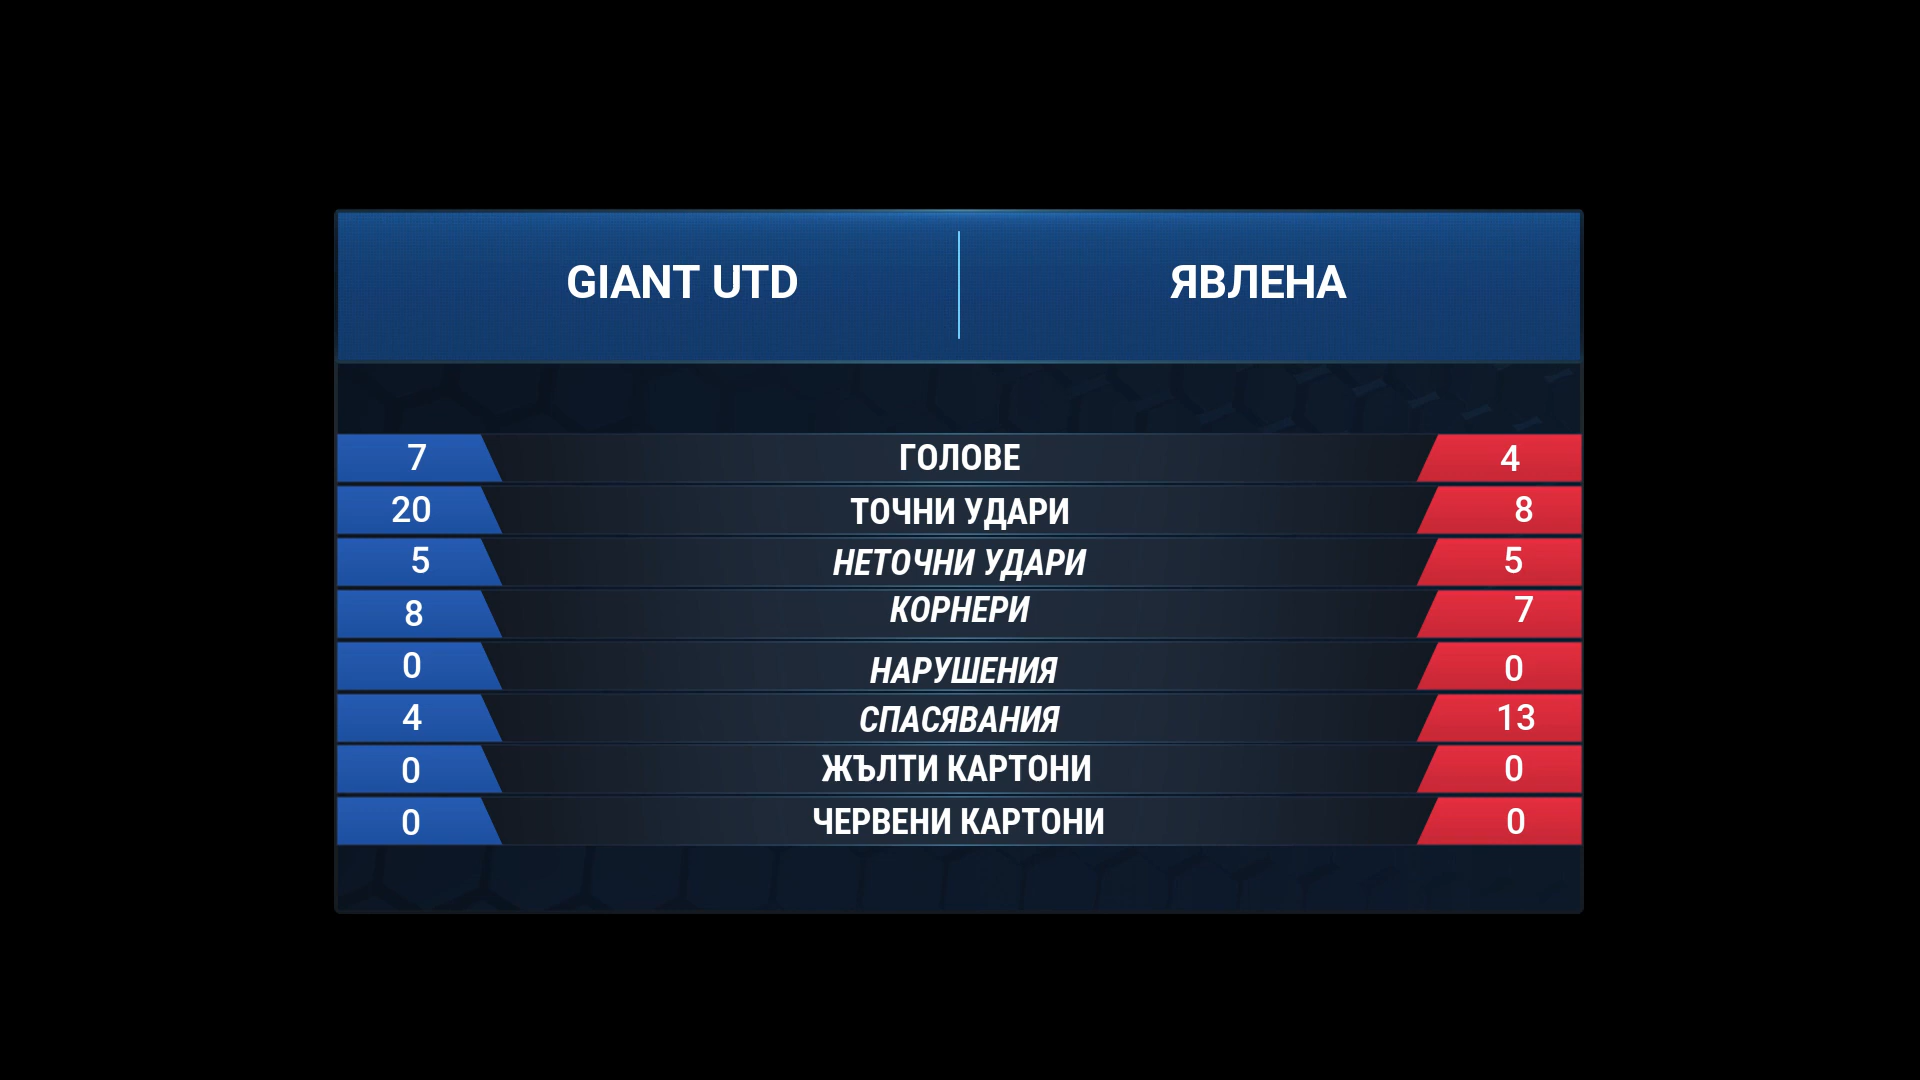 GIANT UTD ЯВЛЕНА
7 ГОЛОВЕ 4
20 ТОЧНИ УДАРИ 8
5 НЕТОЧНИ УДАРИ 5
8 КОРНЕРИ 7
0 НАРУШЕНИЯ 0
4 СПАСЯВАНИЯ 13
0 ЖЪЛТИ КАРТОНИ 0
0 ЧЕРВЕНИ КАРТОНИ 0